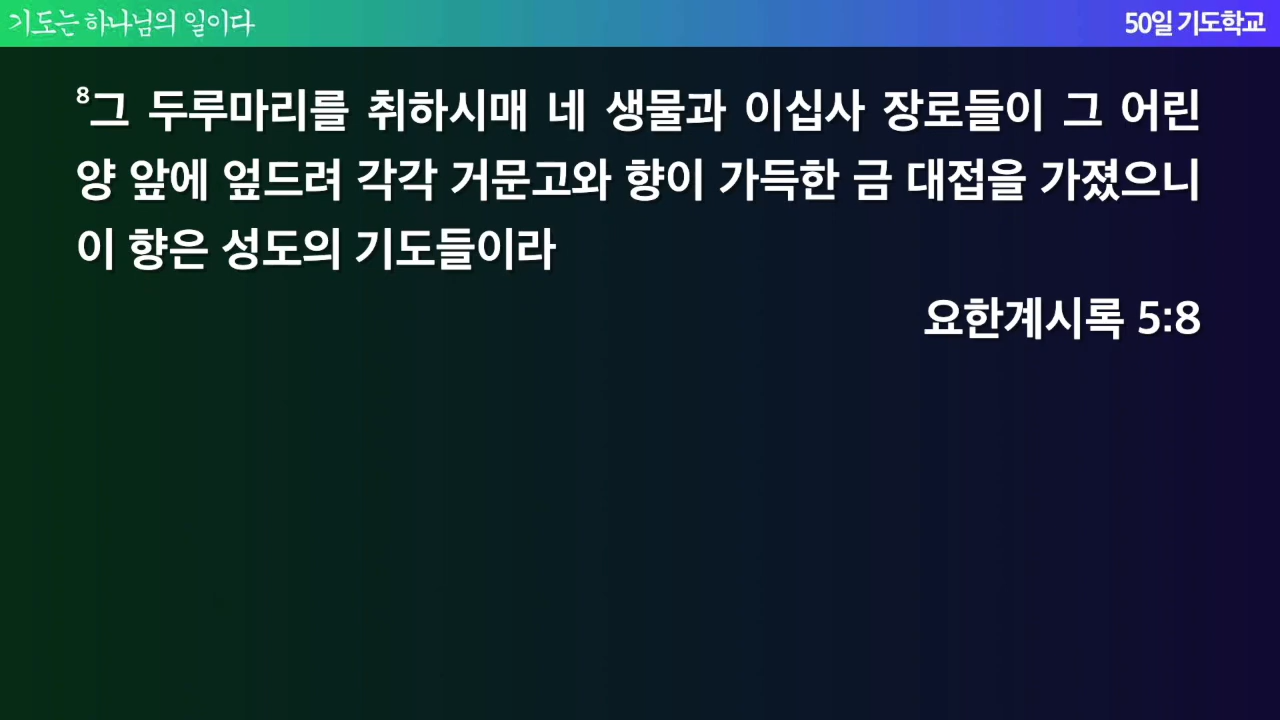 기도는 하나님의 일이다
50일 기도학교
8그 두루마리를 취하시매 네 생물과 이십사 장로들이 그 어린
양 앞에 엎드려 각각 거문고와 향이 가득한 금 대접을 가졌으니
이 향은 성도의 기도들이라
요한계시록 5:8